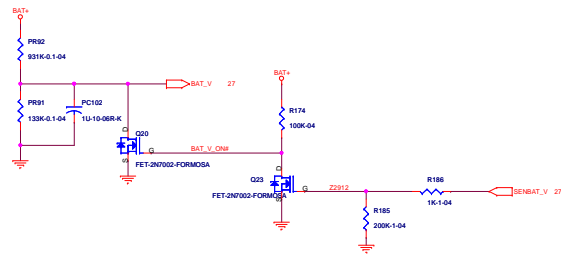 BAT+
PR92
931K-0.1-04
BAT_V 27
PR91
133K-0.1-04
PC102
1U-10-06R-K
BAT+
R174
100K-04
Q20
D
G
S
BAT_V_ON#
FET-2N7002-FORMOSA
Q23
D
G
S
FET-2N7002-FORMOSA
Z2912
R186
1K-1-04
SENBAT_V 27
R185
200K-1-04